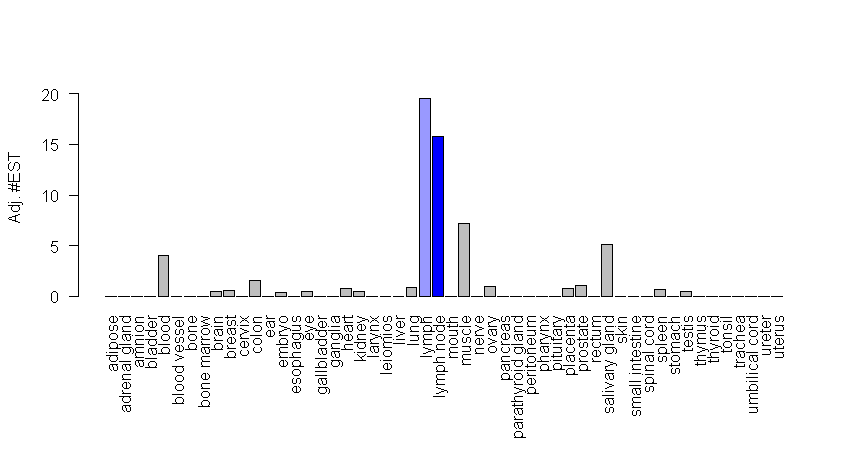 Adj. #EST
20
15
10
5
0
adipose
adrenal gland
amnion
bladder
blood
blood vessel
bone
bone marrow
brain
breast
cervix
colon
ear
embryo
esophagus
eye
gallbladder
ganglia
heart
kidney
larynx
leiomios
liver
lung
lymph
lymph node
mouth
muscle
nerve
ovary
pancreas
parathyroid gland
peritoneum
pharynx
pituitary
placenta
prostate
rectum
salivary gland
skin
small intestine
spinal cord
spleen
stomach
testis
thymus
thyroid
tonsil
trachea
umbilical cord
ureter
uterus